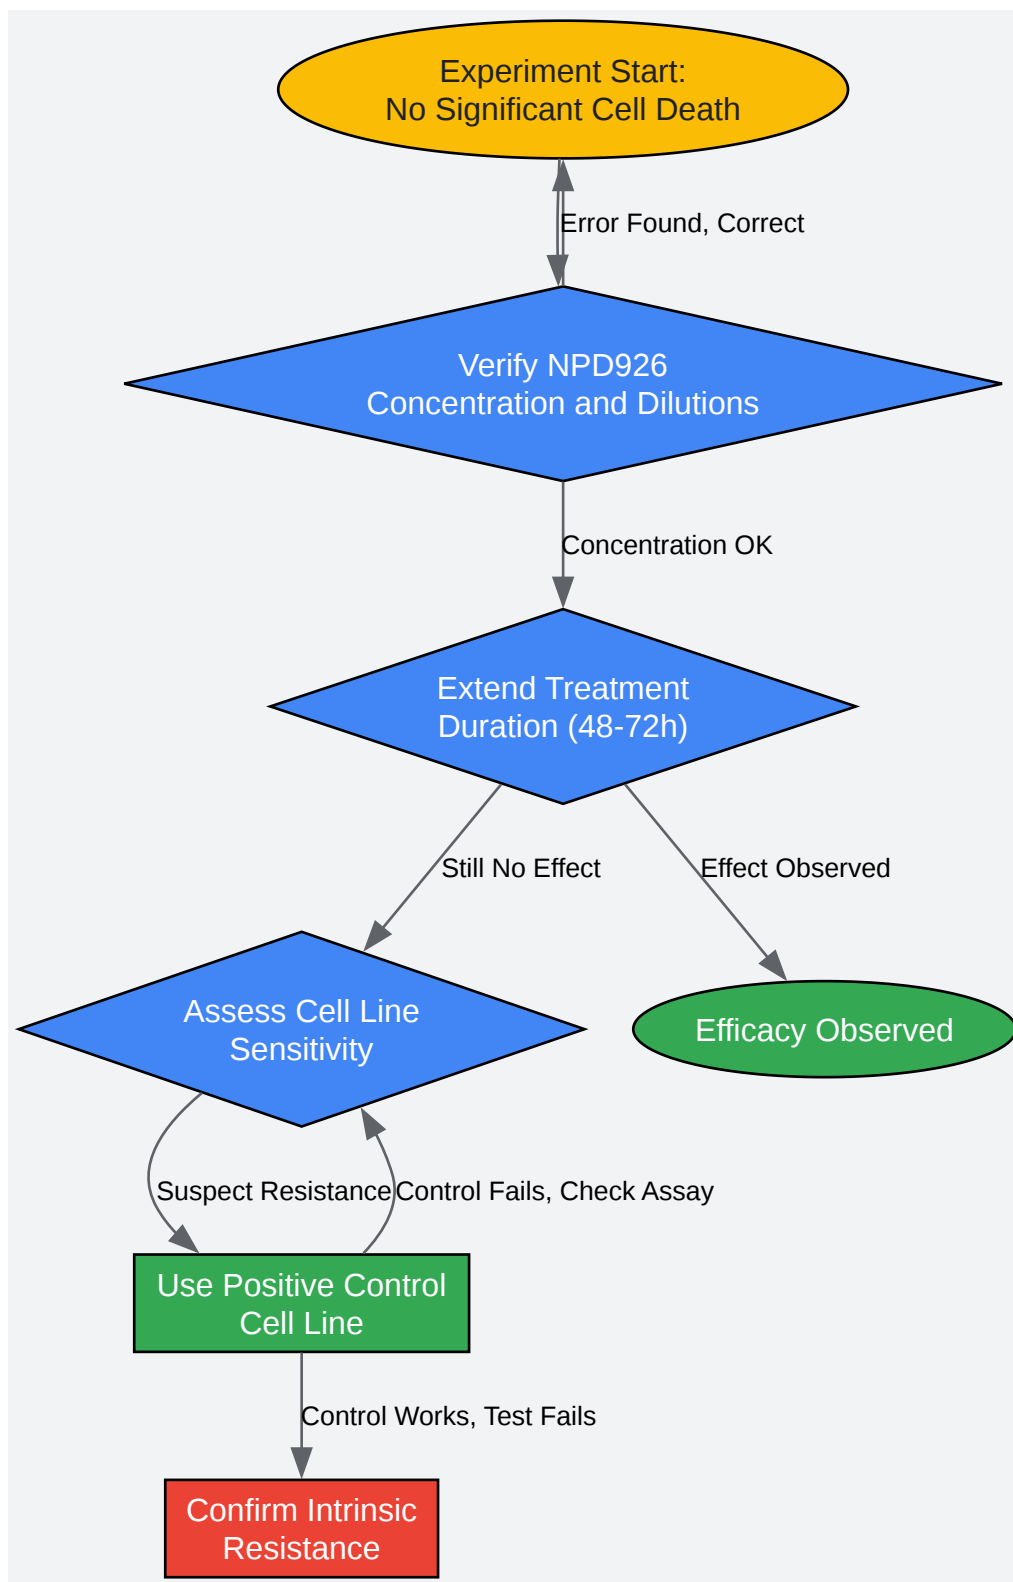 Experiment Start:
No Significant Cell Death
Error Found, Correct
Verify NPD926
Concentration and Dilutions
Concentration OK
Extend Treatment
Duration (48-72h)
Still No Effect
Effect Observed
Assess Cell Line
Sensitivity
Efficacy Observed
Suspect Resistance
Control Fails, Check Assay
Use Positive Control
Cell Line
Control Works, Test Fails
Confirm Intrinsic
Resistance